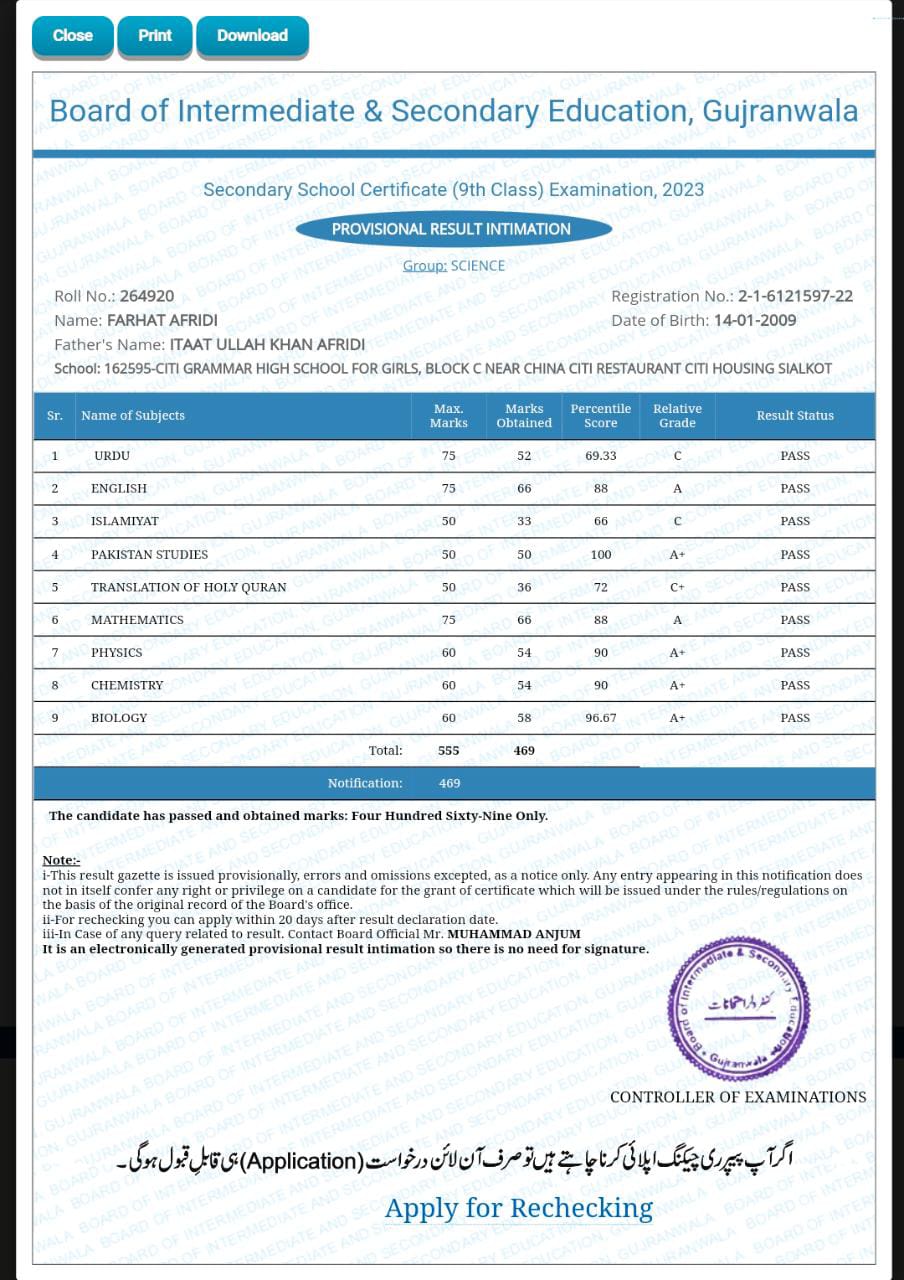 Close Print Download
Board of Intermediate & Secondary Education, Gujranwala
Secondary School Certificate (9th Class) Examination, 2023
PROVISIONAL RESULT INTIMATION
Group: SCIENCE
Roll No.: 264920 Registration No.: 2-1-6121597-22
Name: FARHAT AFRIDI Date of Birth: 14-01-2009
Father's Name: ITAAT ULLAH KHAN AFRIDI
School: 162595-CITI GRAMMAR HIGH SCHOOL FOR GIRLS, BLOCK C NEAR CHINA CITI RESTAURANT CITI HOUSING SIALKOT
Sr. Name of Subjects Max. Marks Marks Obtained Percentile Score Relative Grade Result Status
1 URDU 75 52 69.33 C PASS
2 ENGLISH 75 66 88 A PASS
3 ISLAMIYAT 50 33 66 C PASS
4 PAKISTAN STUDIES 50 50 100 A+ PASS
5 TRANSLATION OF HOLY QURAN 50 36 72 C+ PASS
6 MATHEMATICS 75 66 88 A PASS
7 PHYSICS 60 54 90 A+ PASS
8 CHEMISTRY 60 54 90 A+ PASS
9 BIOLOGY 60 58 96.67 A+ PASS
Total: 555 469
Notification: 469
The candidate has passed and obtained marks: Four Hundred Sixty-Nine Only.
Note:-
i-This result gazette is issued provisionally, errors and omissions excepted, as a notice only. Any entry appearing in this notification does
not in itself confer any right or privilege on a candidate for the grant of certificate which will be issued under the rules/regulations on
the basis of the original record of the Board's office.
ii-For rechecking you can apply within 20 days after result declaration date.
iii-In Case of any query related to result. Contact Board Official Mr. MUHAMMAD ANJUM
It is an electronically generated provisional result intimation so there is no need for signature.
Board of Intermediate & Secondary Education
کنٹرولر امتحانات
Gujranwala
CONTROLLER OF EXAMINATIONS
اگر آپ پیپر ری چیکنگ اپلائی کرنا چاہتے ہیں تو صرف آن لائن درخواست (Application) ہی قابلِ قبول ہوگی ۔
Apply for Rechecking